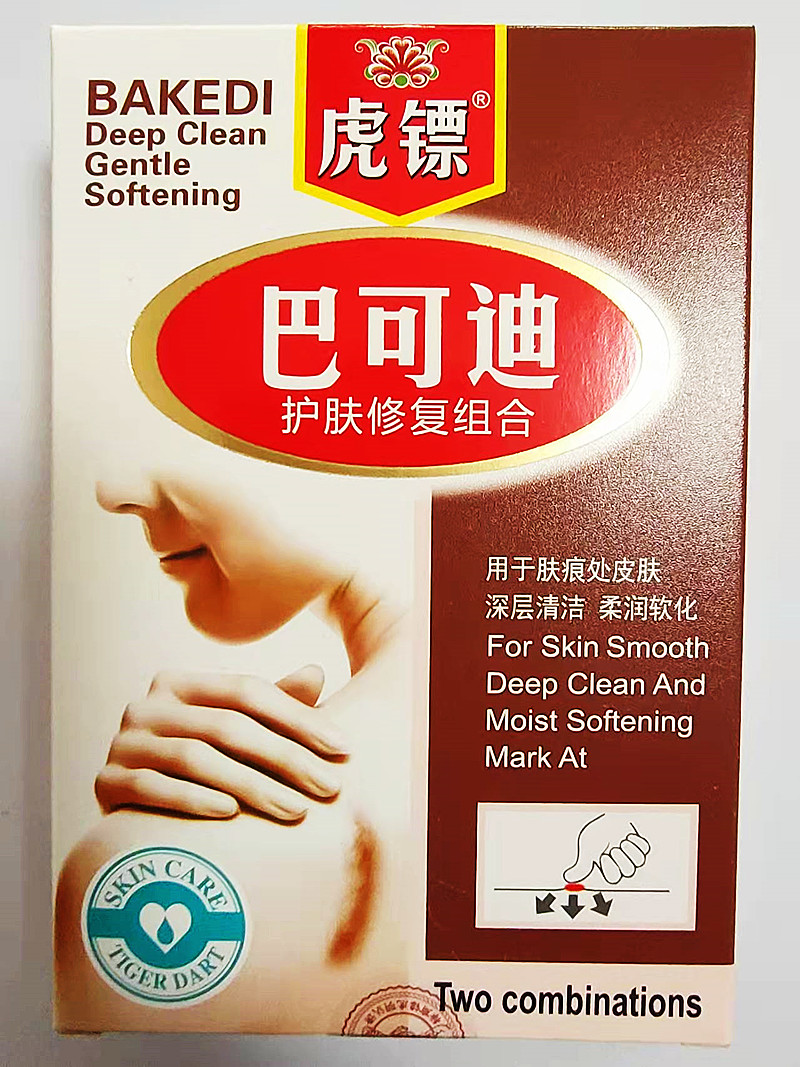 BAKEDI
Deep Clean
Gentle
Softening
虎镖®
巴可迪
护肤修复组合
用于肤痕处皮肤
深层清洁 柔润软化
For Skin Smooth
Deep Clean And
Moist Softening
Mark At
SKIN CARE
TIGER DART
Two combinations